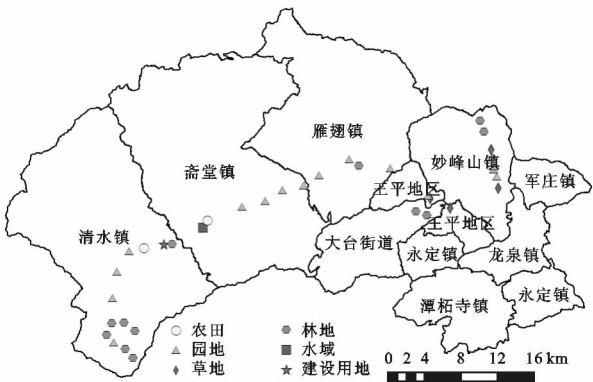 雁翅镇
妙峰山镇
斋堂镇
军庄镇
王平地区
王平地区
清水镇
大台街道
永定镇
龙泉镇
潭柘寺镇
永定镇
农田
林地
园地
水域
草地
建设用地
0 2 4 8 12 16 km